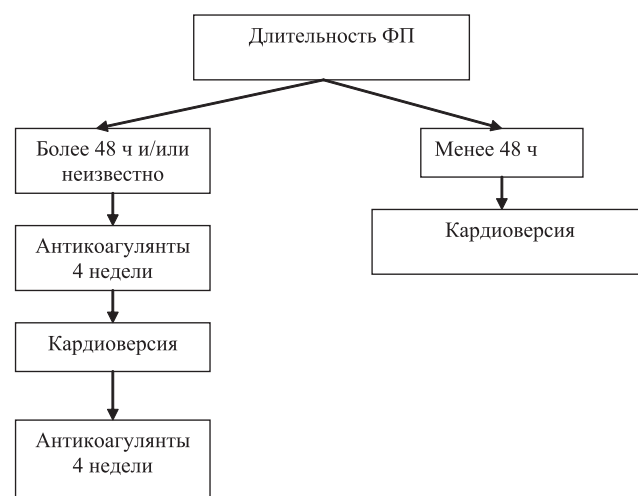 Длительность ФП
Более 48 ч и/или
неизвестно
Менее 48 ч
Антикоагулянты
4 недели
Кардиоверсия
Кардиоверсия
Антикоагулянты
4 недели